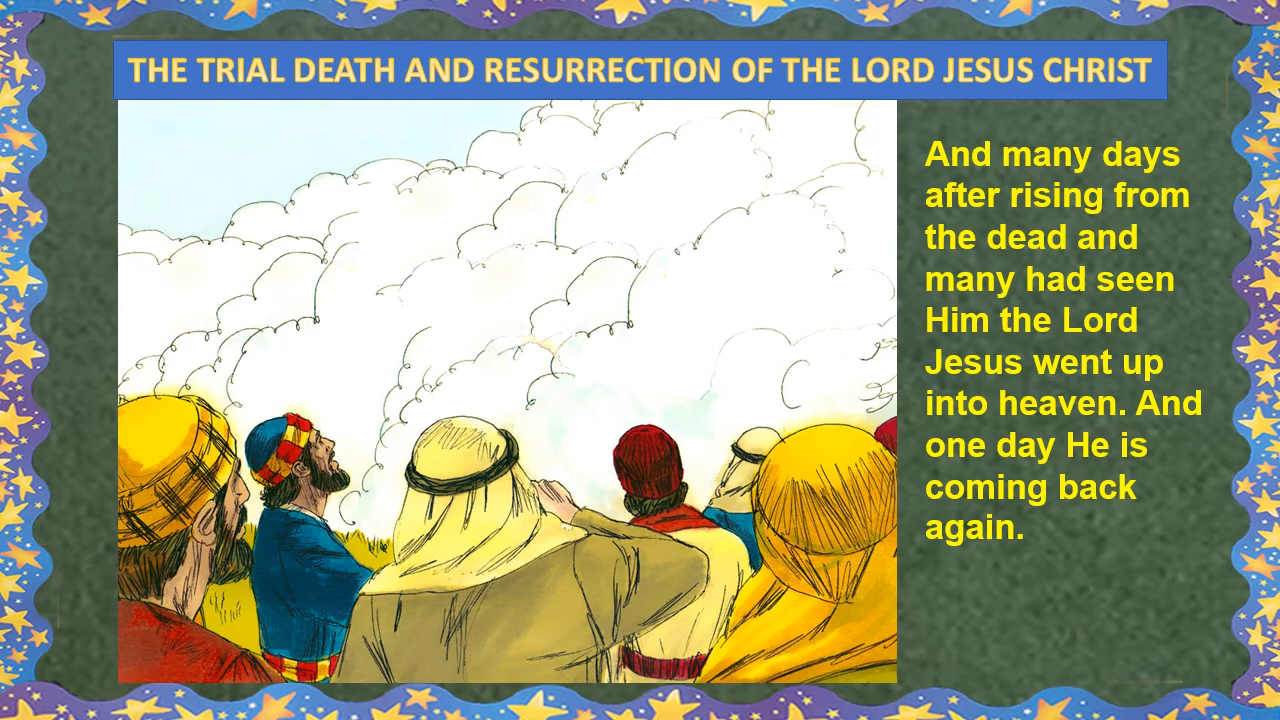 THE TRIAL DEATH AND RESURRECTION OF THE LORD JESUS CHRIST
And many days
after rising from
the dead and
many had seen
Him the Lord
Jesus went up
into heaven. And
one day He is
coming back
again.